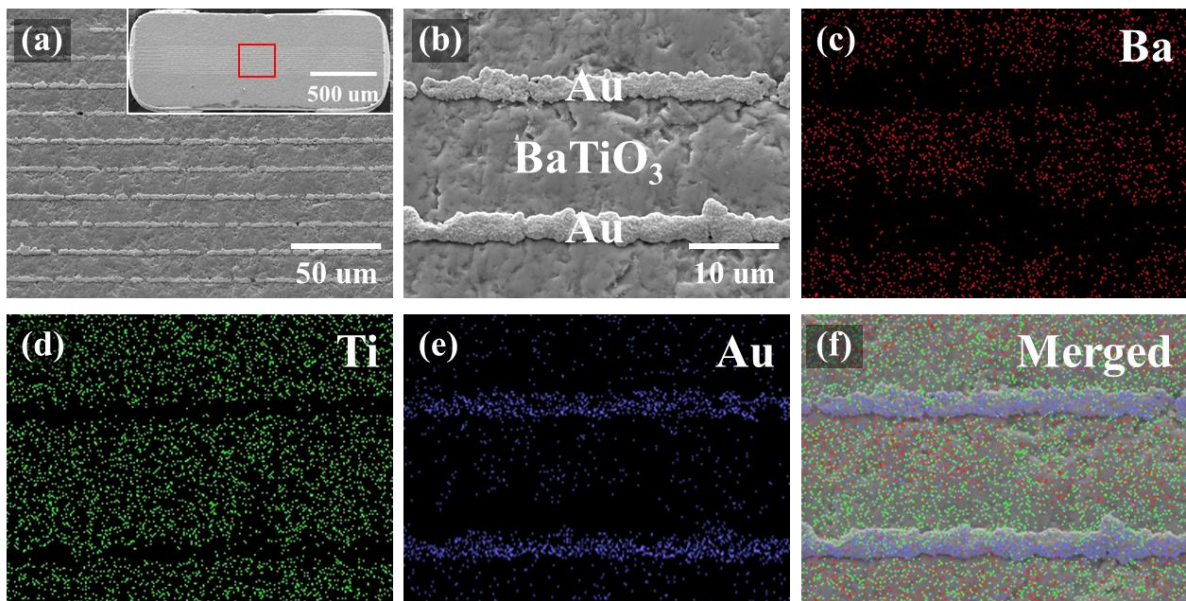 (a)
500 um
50 um
(b)
Au
BaTiO₃
Au
10 um
(c)
Ba
(d)
Ti
(e)
Au
(f)
Merged